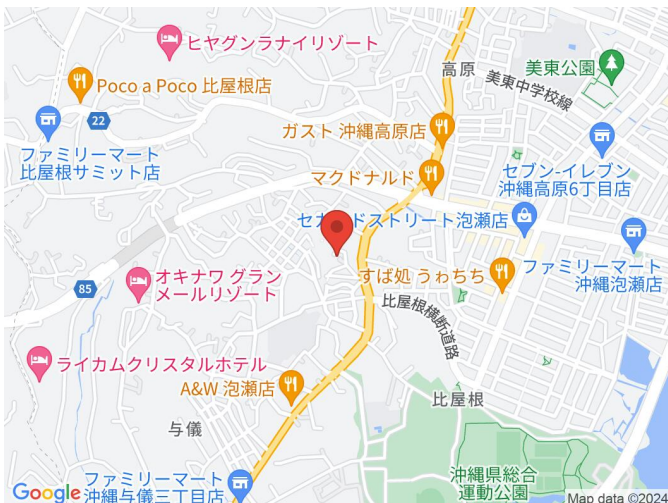 ヒヤグンラナイリゾート
高原
美東公園
美東中学校線
Poco a Poco 比屋根店
22
ファミリーマート
比屋根サミット店
ガスト 沖縄高原店
マクドナルド
セブン-イレブン
沖縄高原6丁目店
セカンドストリート泡瀬店
ファミリーマート
沖縄泡瀬店
すば処 うゎちち
オキナワ グラン
メールリゾート
85
比屋根横断道路
ライカムクリスタルホテル
A&W 泡瀬店
比屋根
与儀
ファミリーマート
沖縄与儀三丁目店
沖縄県総合
運動公園
Google
Map data ©2024